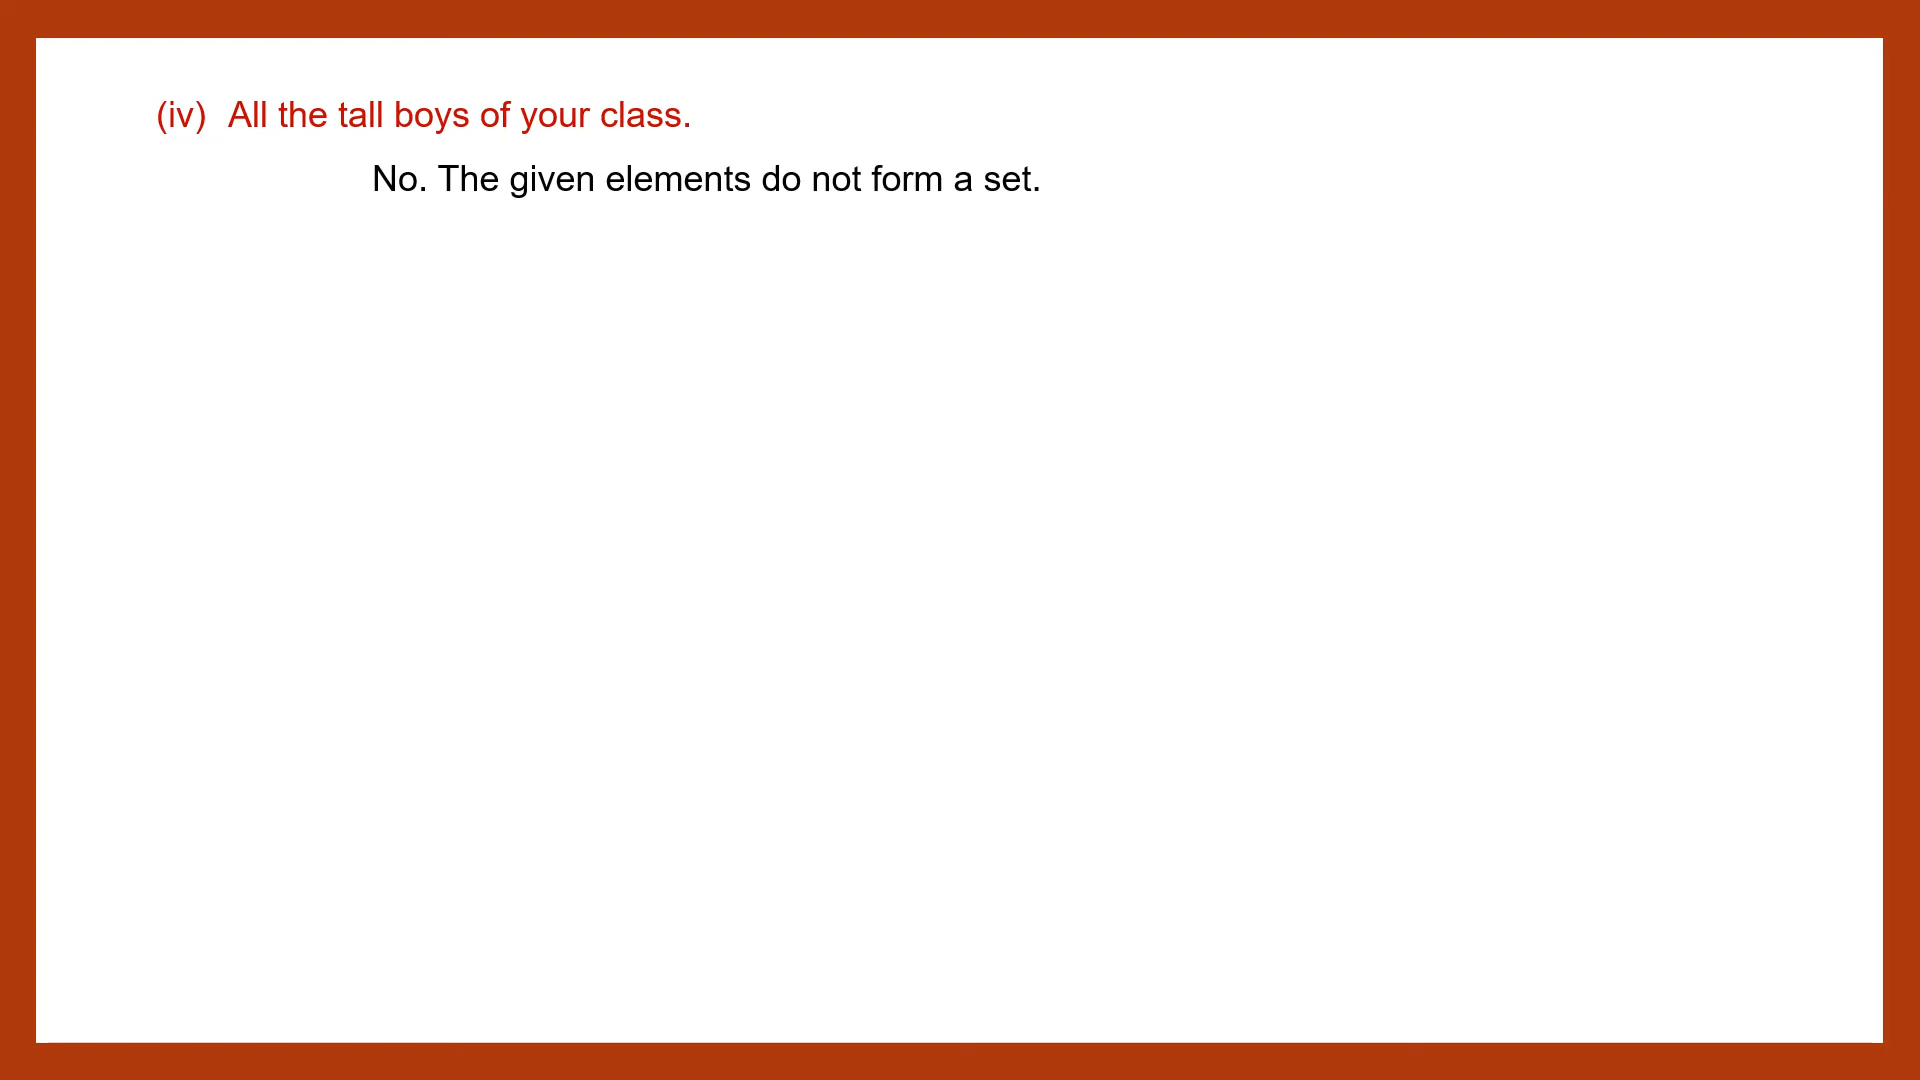 (iv) All the tall boys of your class.
No. The given elements do not form a set.